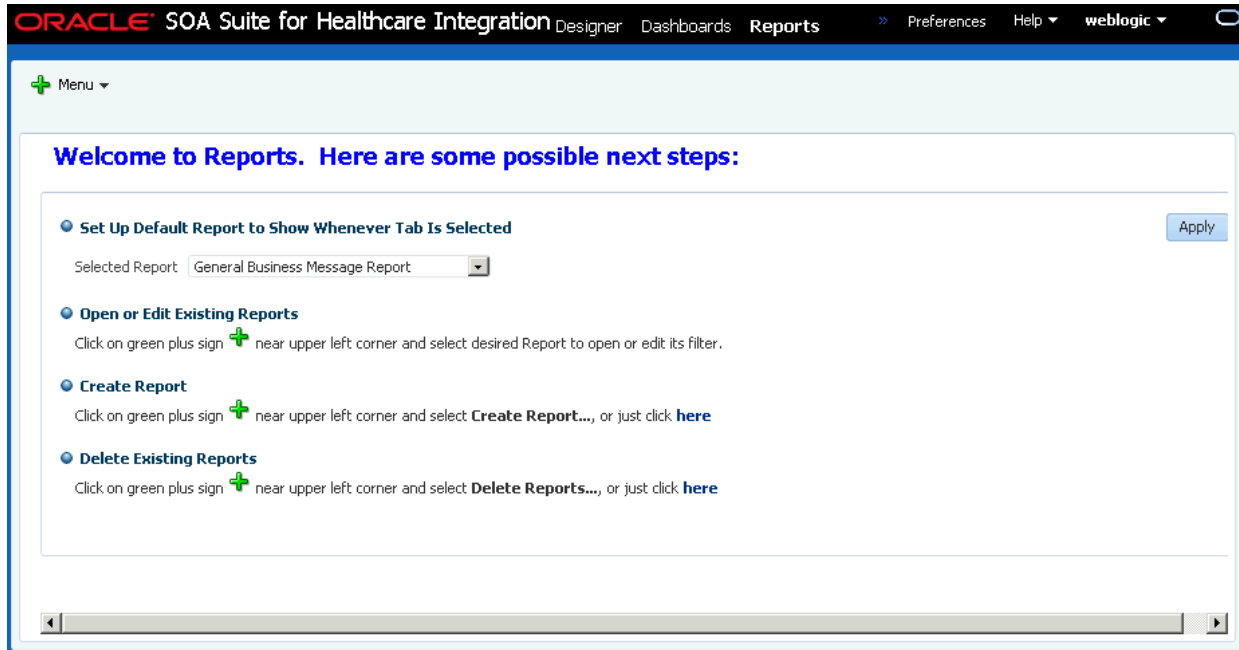 ORACLE SOA Suite for Healthcare Integration Designer Dashboards Reports » Preferences Help weblogic
Menu
Welcome to Reports. Here are some possible next steps:
Set Up Default Report to Show Whenever Tab Is Selected
Apply
Selected Report General Business Message Report
Open or Edit Existing Reports
Click on green plus sign near upper left corner and select desired Report to open or edit its filter.
Create Report
Click on green plus sign near upper left corner and select Create Report..., or just click here
Delete Existing Reports
Click on green plus sign near upper left corner and select Delete Reports..., or just click here